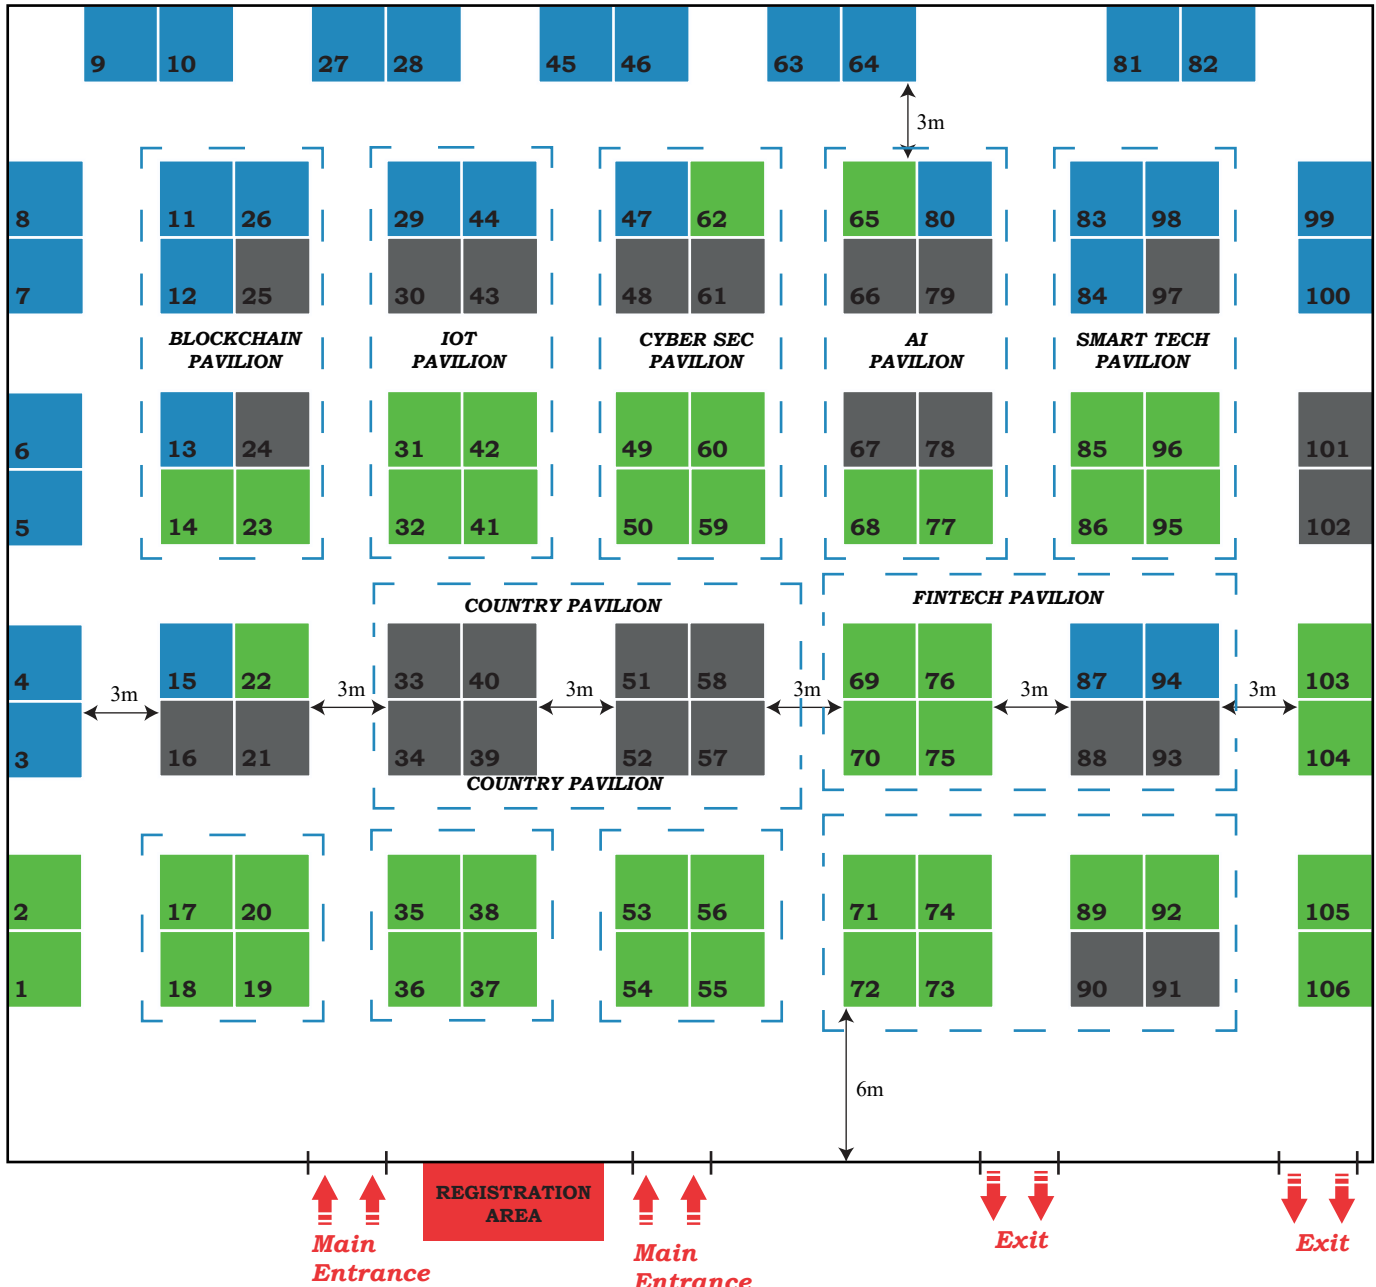 9 10 27 28 45 46 63 64 81 82
3m
8 11 26 29 44 47 62 65 80 83 98 99
7 12 25 30 43 48 61 66 79 84 97 100
BLOCKCHAIN IOT CYBER SEC AI SMART TECH
PAVILION PAVILION PAVILION PAVILION PAVILION
6 13 24 31 42 49 60 67 78 85 96 101
5 14 23 32 41 50 59 68 77 86 95 102
COUNTRY PAVILION FINTECH PAVILION
4 15 22 33 40 51 58 69 76 87 94 103
3m 3m 3m 3m 3m 3m
3 16 21 34 39 52 57 70 75 88 93 104
COUNTRY PAVILION
2 17 20 35 38 53 56 71 74 89 92 105
1 18 19 36 37 54 55 72 73 90 91 106
6m
REGISTRATION
AREA
Main
Entrance
Main
Entrance
Exit
Exit